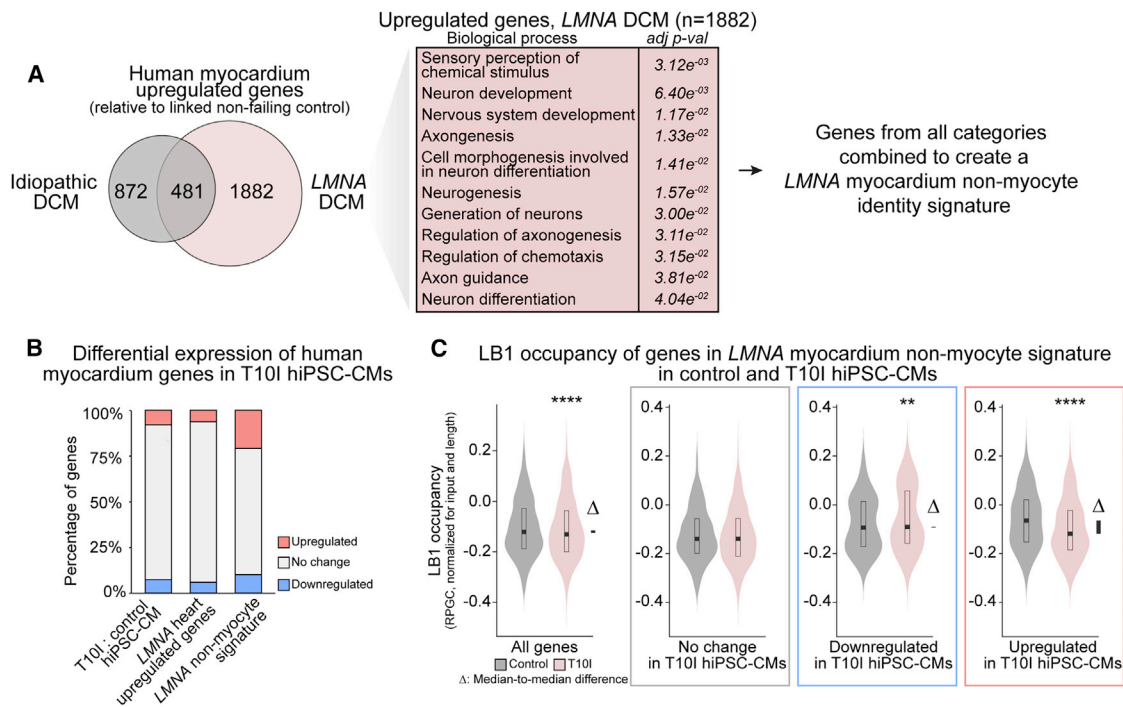 A
Human myocardium
upregulated genes
(relative to linked non-failing control)
Idiopathic
DCM
872
481
1882
LMNA
DCM
Upregulated genes, LMNA DCM (n=1882)
Biological process adj p-val
Sensory perception of
chemical stimulus 3.12e-03
Neuron development 6.40e-03
Nervous system development 1.17e-02
Axongenesis 1.33e-02
Cell morphogenesis involved
in neuron differentiation 1.41e-02
Neurogenesis 1.57e-02
Generation of neurons 3.00e-02
Regulation of axonogenesis 3.11e-02
Regulation of chemotaxis 3.15e-02
Axon guidance 3.81e-02
Neuron differentiation 4.04e-02
Genes from all categories
combined to create a
LMNA myocardium non-myocyte
identity signature
B
Differential expression of human
myocardium genes in T10I hiPSC-CMs
Percentage of genes
100%
75%
50%
25%
0%
Upregulated
No change
Downregulated
T10I : control
hiPSC-CM
LMNA heart
upregulated genes
LMNA non-myocyte
signature
C
LB1 occupancy of genes in LMNA myocardium non-myocyte signature
in control and T10I hiPSC-CMs
LB1 occupancy
(RPGC, normalized for input and length)
0.2
-0.0
-0.2
-0.4
****
Δ
All genes
Control T10I
Δ: Median-to-median difference
0.4
0.2
-0.0
-0.2
-0.4
No change
in T10I hiPSC-CMs
0.4
-0.2
0.0
-0.2
-0.4
**
Δ
Downregulated
in T10I hiPSC-CMs
0.4
-0.2
0.0
-0.2
-0.4
****
Δ
Upregulated
in T10I hiPSC-CMs